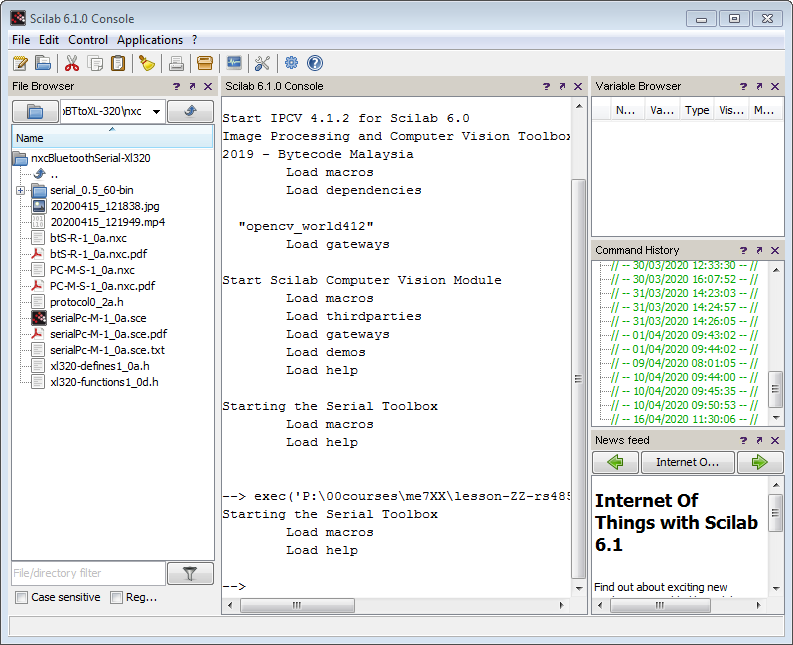 Scilab 6.1.0 Console
File Edit Control Applications ?
File Browser
oBTtoXL-320\nxc
Name
nxcBluetoothSerial-Xl320
..
serial_0.5_60-bin
20200415_121838.jpg
20200415_121949.mp4
btS-R-1_0a.nxc
btS-R-1_0a.nxc.pdf
PC-M-S-1_0a.nxc
PC-M-S-1_0a.nxc.pdf
protocol0_2a.h
serialPc-M-1_0a.sce
serialPc-M-1_0a.sce.pdf
serialPc-M-1_0a.sce.txt
xl320-defines1_0a.h
xl320-functions1_0d.h
File/directory filter
Case sensitive Reg...
Scilab 6.1.0 Console
Start IPCV 4.1.2 for Scilab 6.0
Image Processing and Computer Vision Toolbox
2019 - Bytecode Malaysia
Load macros
Load dependencies
"opencv_world412"
Load gateways
Start Scilab Computer Vision Module
Load macros
Load thirdparties
Load gateways
Load demos
Load help
Starting the Serial Toolbox
Load macros
Load help
--> exec('P:\00courses\me7XX\lesson-ZZ-rs485
Starting the Serial Toolbox
Load macros
Load help
-->
Variable Browser
N... Va... Type Vis... M...
Command History
// -- 30/03/2020 12:33:30 -- //
// -- 30/03/2020 16:07:52 -- //
// -- 31/03/2020 14:23:03 -- //
// -- 31/03/2020 14:24:57 -- //
// -- 31/03/2020 14:26:05 -- //
// -- 01/04/2020 09:43:02 -- //
// -- 01/04/2020 09:44:02 -- //
// -- 09/04/2020 08:01:05 -- //
// -- 10/04/2020 09:44:00 -- //
// -- 10/04/2020 09:45:35 -- //
// -- 10/04/2020 09:50:53 -- //
// -- 16/04/2020 11:30:06 -- //
News feed
Internet O...
Internet Of
Things with Scilab
6.1
Find out about exciting new